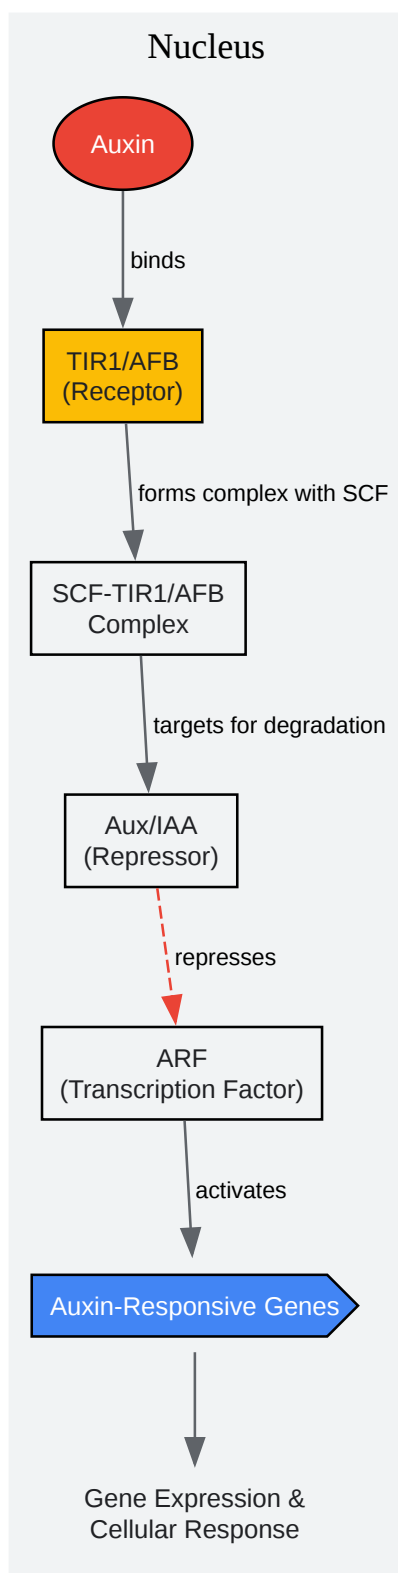 Nucleus
Auxin
binds
TIR1/AFB
(Receptor)
forms complex with SCF
SCF-TIR1/AFB
Complex
targets for degradation
Aux/IAA
(Repressor)
represses
ARF
(Transcription Factor)
activates
Auxin-Responsive Genes
Gene Expression &
Cellular Response